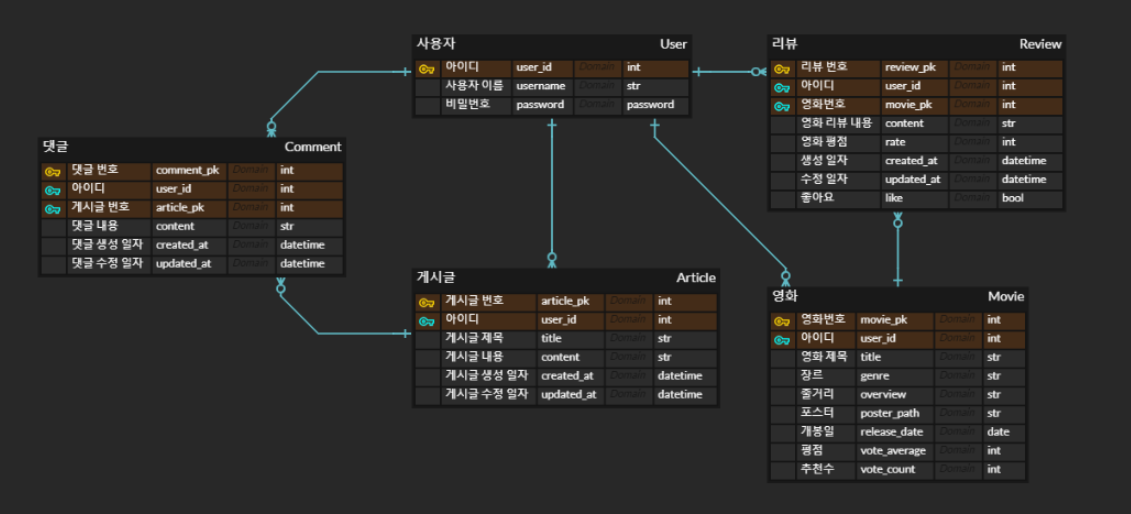 사용자 User
아이디 user_id Domain int
사용자 이름 username Domain str
비밀번호 password Domain password
리뷰 Review
리뷰 번호 review_pk Domain int
아이디 user_id Domain int
영화번호 movie_pk Domain int
영화 리뷰 내용 content Domain str
영화 평점 rate Domain int
생성 일자 created_at Domain datetime
수정 일자 updated_at Domain datetime
좋아요 like Domain bool
댓글 Comment
댓글 번호 comment_pk Domain int
아이디 user_id Domain int
게시글 번호 article_pk Domain int
댓글 내용 content Domain str
댓글 생성 일자 created_at Domain datetime
댓글 수정 일자 updated_at Domain datetime
게시글 Article
게시글 번호 article_pk Domain int
아이디 user_id Domain int
게시글 제목 title Domain str
게시글 내용 content Domain str
게시글 생성 일자 created_at Domain datetime
게시글 수정 일자 updated_at Domain datetime
영화 Movie
영화번호 movie_pk Domain int
아이디 user_id Domain int
영화 제목 title Domain str
장르 genre Domain str
줄거리 overview Domain str
포스터 poster_path Domain str
개봉일 release_date Domain date
평점 vote_average Domain int
추천수 vote_count Domain int